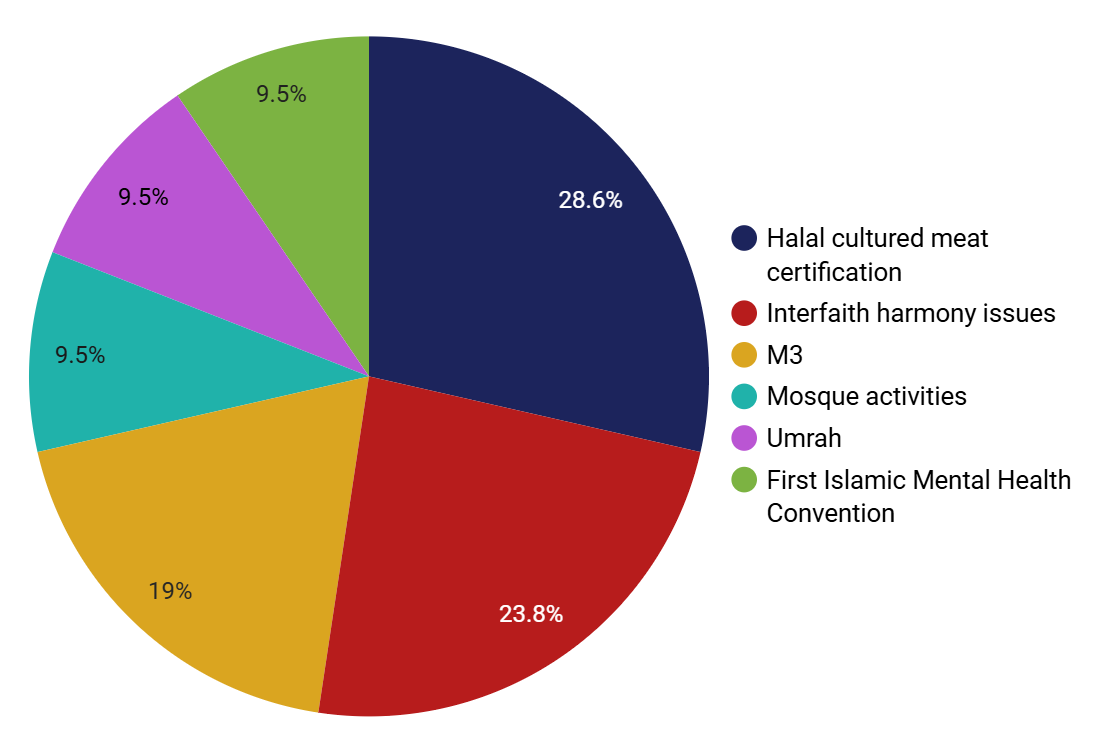 9.5%
28.6%
9.5%
9.5%
19%
23.8%
Halal cultured meat
certification
Interfaith harmony issues
M3
Mosque activities
Umrah
First Islamic Mental Health
Convention